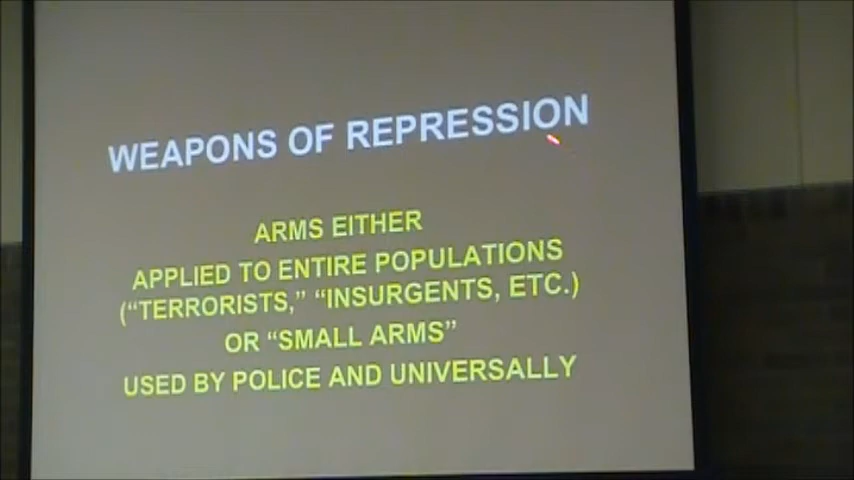 WEAPONS OF REPRESSION
ARMS EITHER
APPLIED TO ENTIRE POPULATIONS
(“TERRORISTS,” “INSURGENTS, ETC.)
OR “SMALL ARMS”
USED BY POLICE AND UNIVERSALLY